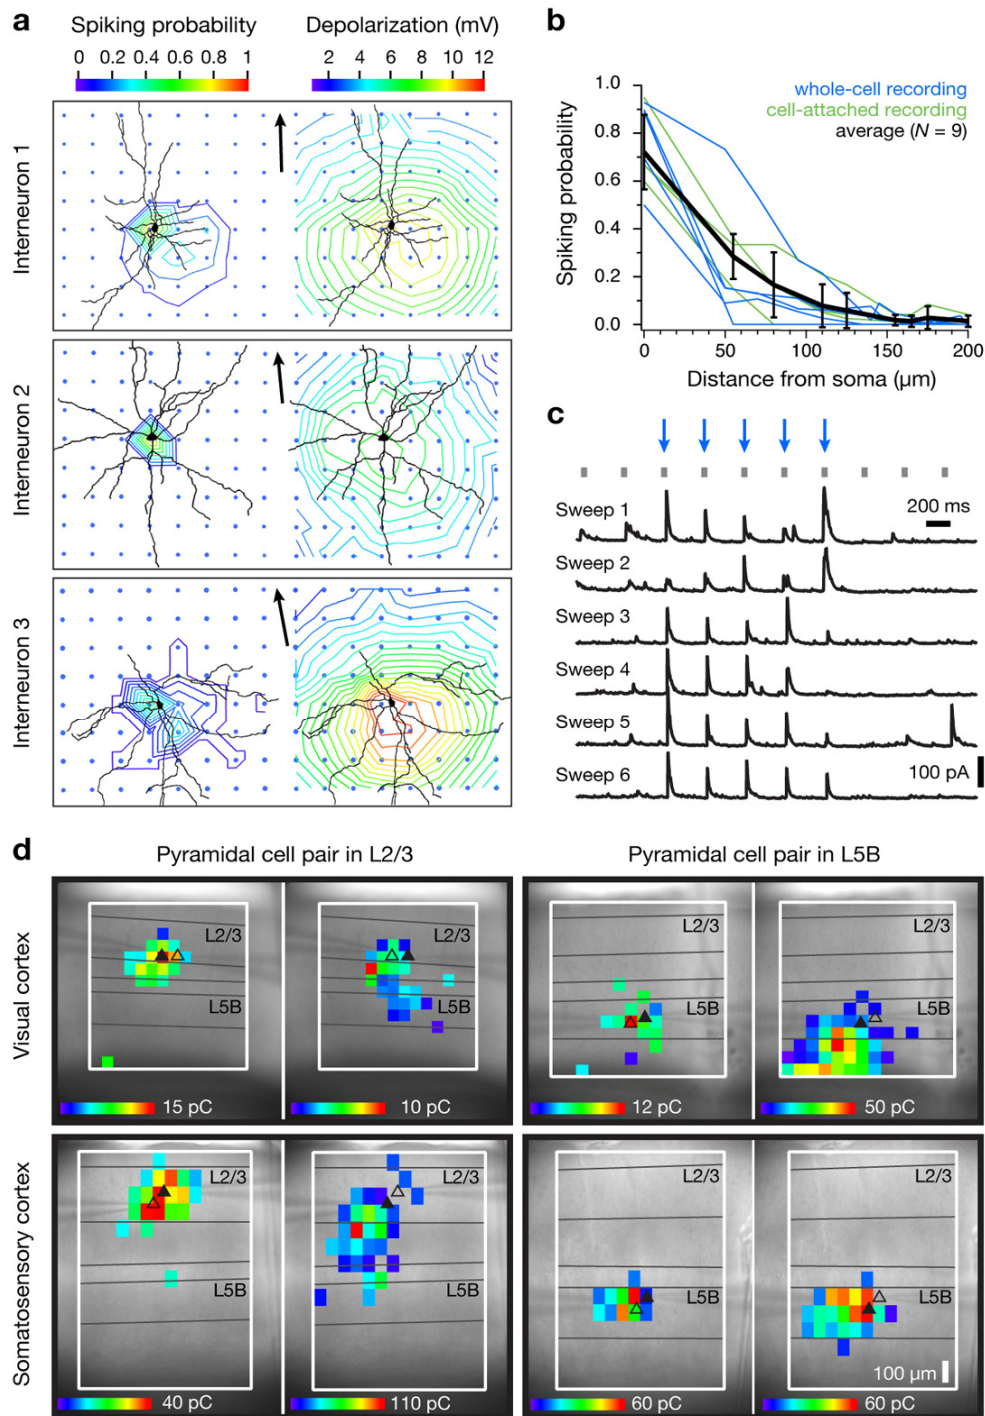 a
Spiking probability
Depolarization (mV)
0 0.2 0.4 0.6 0.8 1
2 4 6 8 10 12
Interneuron 1
Interneuron 2
Interneuron 3
b
whole-cell recording
cell-attached recording
average (N = 9)
Spiking probability
1.0
0.8
0.6
0.4
0.2
0.0
0 50 100 150 200
Distance from soma (µm)
c
200 ms
Sweep 1
Sweep 2
Sweep 3
Sweep 4
Sweep 5
Sweep 6
100 pA
d
Pyramidal cell pair in L2/3
Pyramidal cell pair in L5B
Visual cortex
L2/3
L5B
15 pC
L2/3
L5B
10 pC
L2/3
L5B
12 pC
L2/3
L5B
50 pC
Somatosensory cortex
L2/3
L5B
40 pC
L2/3
L5B
110 pC
L2/3
L5B
60 pC
L2/3
L5B
100 µm
60 pC